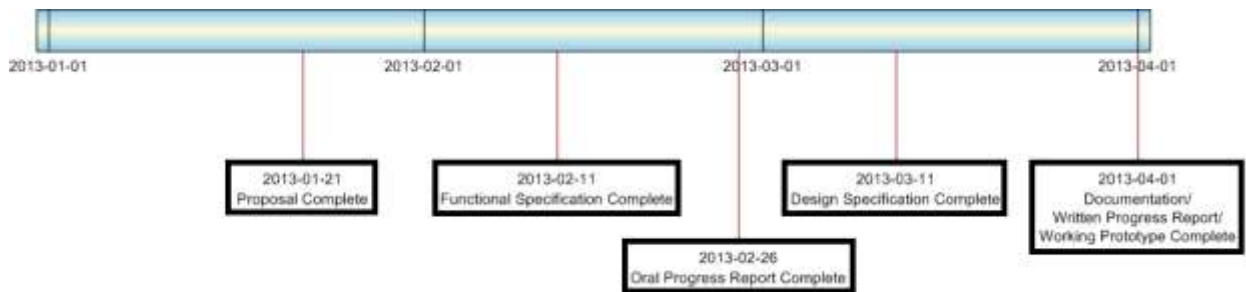 2013-01-01
2013-02-01
2013-03-01
2013-04-01
2013-01-21
Proposal Complete
2013-02-11
Functional Specification Complete
2013-02-26
Oral Progress Report Complete
2013-03-11
Design Specification Complete
2013-04-01
Documentation/
Written Progress Report/
Working Prototype Complete